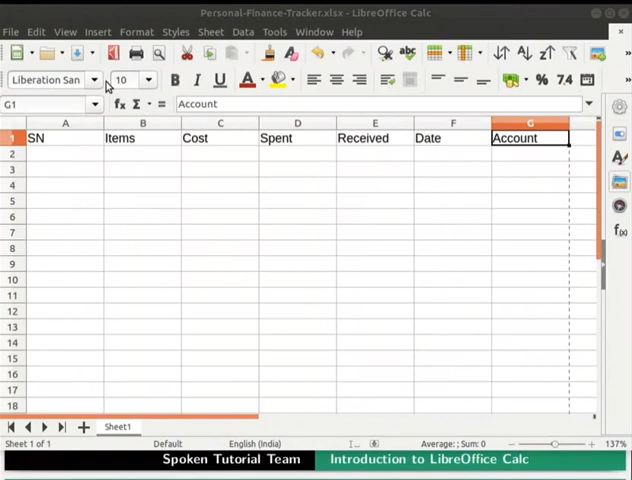 Personal-Finance-Tracker.xlsx - LibreOffice Calc
File Edit View Insert Format Styles Sheet Data Tools Window Help
Liberation San 10 B I U A % 7.4
G1 fx Σ = Account
A B C D E F G
1 SN Items Cost Spent Received Date Account
2
3
4
5
6
7
8
9
10
11
12
13
14
15
16
17
18
Sheet1
Sheet 1 of 1 Default English (India) Average: ; Sum: 0 137%
Spoken Tutorial Team Introduction to LibreOffice Calc